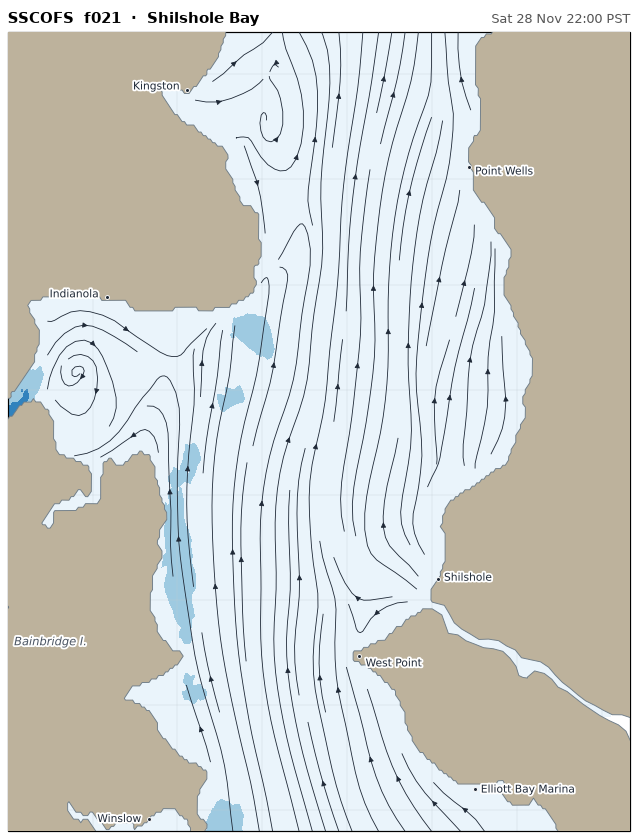 SSCOFS f021 · Shilshole Bay
Sat 28 Nov 22:00 PST
Kingston
Point Wells
Indianola
Shilshole
Bainbridge I.
West Point
Elliott Bay Marina
Winslow